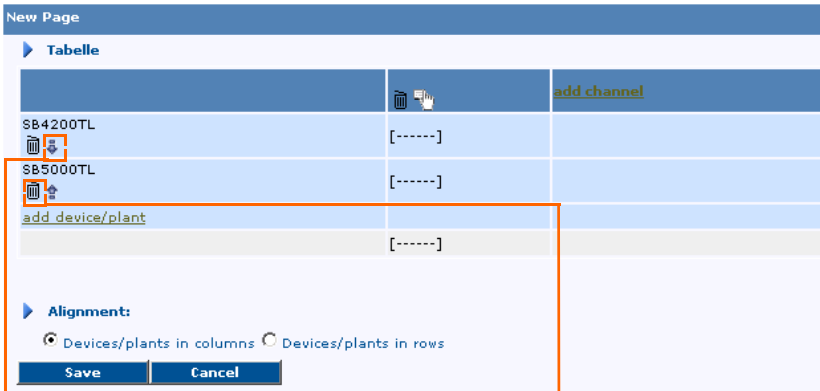 New Page
Tabelle
add channel
SB4200TL
[------]
SB5000TL
[------]
add device/plant
[------]
Alignment:
Devices/plants in columns Devices/plants in rows
Save Cancel